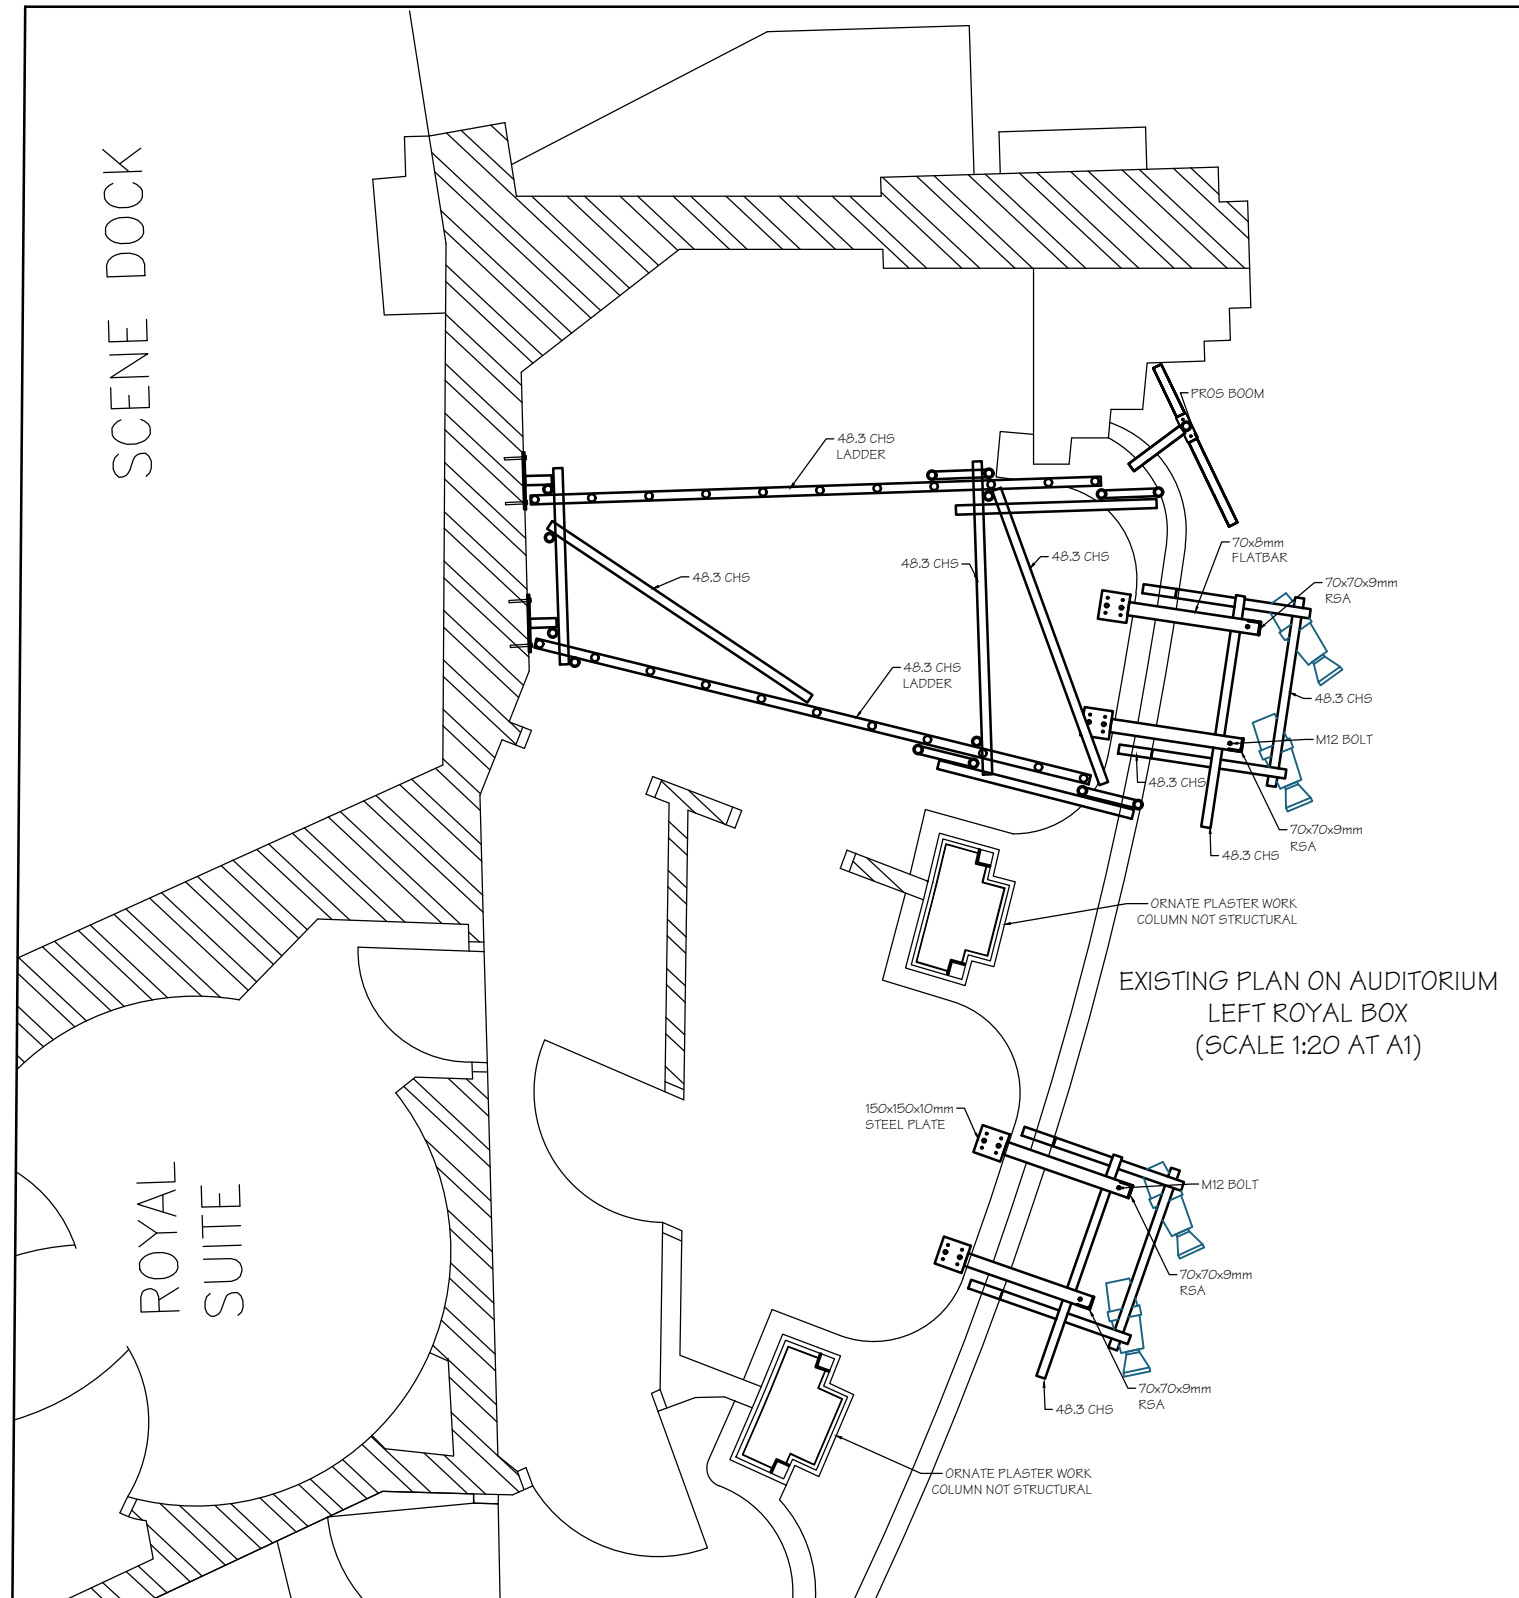 SCENE DOCK
PROS BOOM
48.3 CHS
LADDER
70x8mm
FLATBAR
48.3 CHS
48.3 CHS
48.3 CHS
70x70x9mm
RSA
48.3 CHS
LADDER
48.3 CHS
M12 BOLT
48.3 CHS
70x70x9mm
RSA
48.3 CHS
ORNATE PLASTER WORK
COLUMN NOT STRUCTURAL
EXISTING PLAN ON AUDITORIUM
LEFT ROYAL BOX
(SCALE 1:20 AT A1)
150x150x10mm
STEEL PLATE
M12 BOLT
ROYAL
SUITE
70x70x9mm
RSA
70x70x9mm
RSA
48.3 CHS
ORNATE PLASTER WORK
COLUMN NOT STRUCTURAL